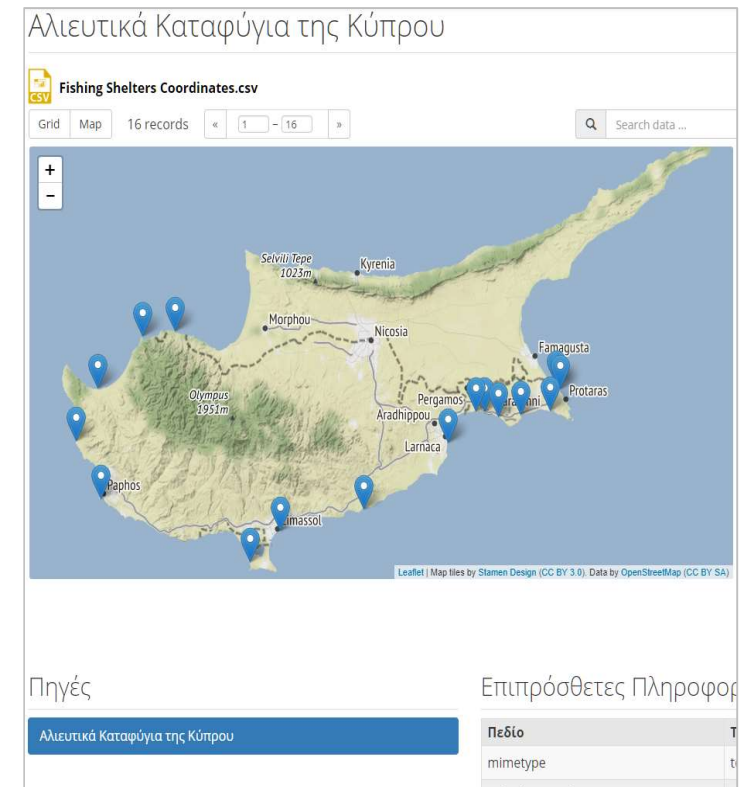 Αλιευτικά Καταφύγια της Κύπρου
CSV
Fishing Shelters Coordinates.csv
Grid Map 16 records « 1 – 16 » Search data ...
+
−
Selvili Tepe
1023m
Kyrenia
Morphou
Nicosia
Famagusta
Olympus
1951m
Pergamos
Protaras
Aradhippou
Larnaca
Paphos
Leaflet | Map tiles by Stamen Design (CC BY 3.0). Data by OpenStreetMap (CC BY SA)
Πηγές
Επιπρόσθετες Πληροφορ
Αλιευτικά Καταφύγια της Κύπρου
Πεδίο
mimetype